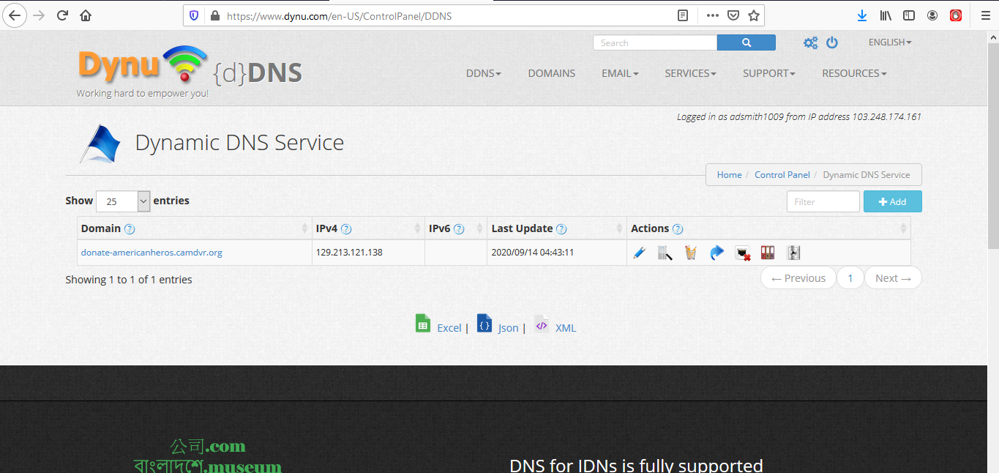 https://www.dynu.com/en-US/ControlPanel/DDNS
Dynu {d}DNS
Working hard to empower you!
Search
ENGLISH
DDNS DOMAINS EMAIL SERVICES SUPPORT RESOURCES
Logged in as adsmith1009 from IP address 103.248.174.161
Dynamic DNS Service
Home / Control Panel / Dynamic DNS Service
Show 25 entries
Filter
Add
Domain IPv4 IPv6 Last Update Actions
donate-americanheros.camdvr.org 129.213.121.138 2020/09/14 04:43:11
Showing 1 to 1 of 1 entries
← Previous 1 Next →
Excel | Json | XML
公司.com
বাংলাদেশ.museum
DNS for IDNs is fully supported